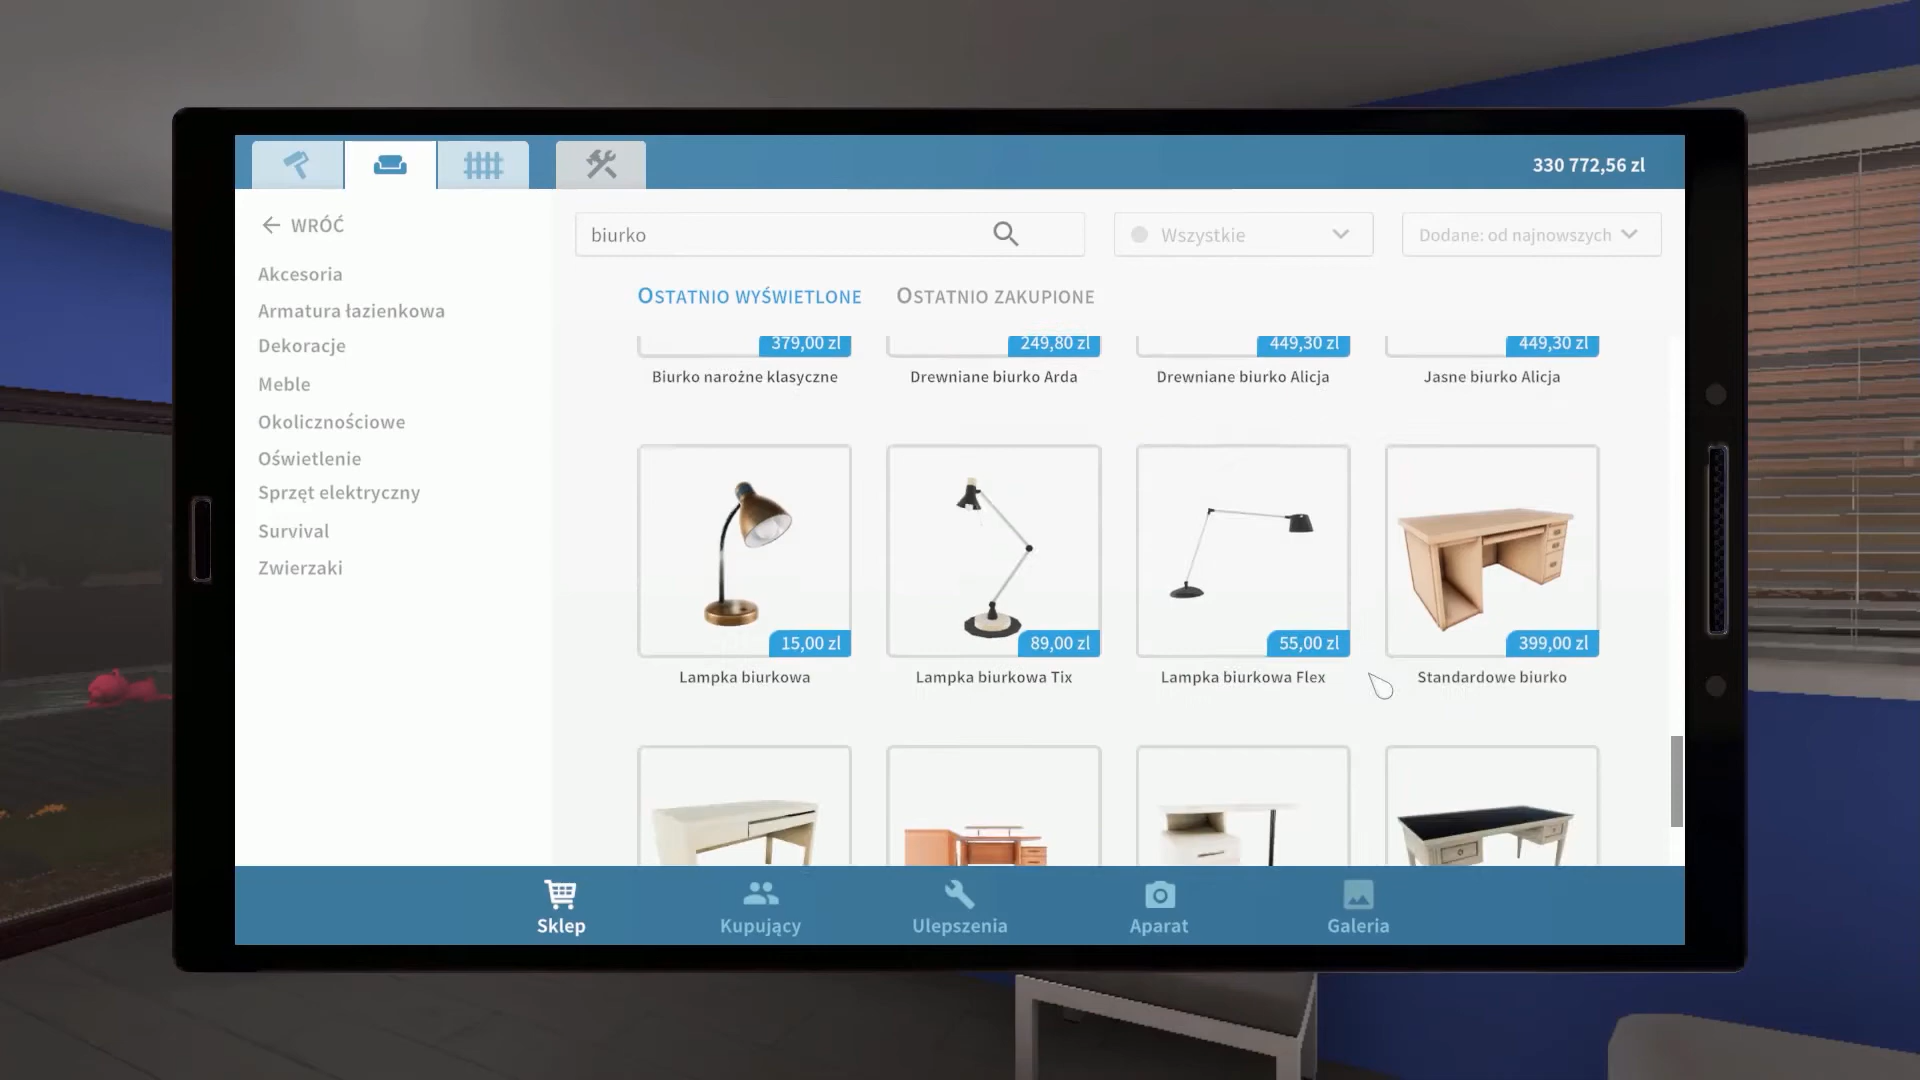 330 772,56 zl
WRÓĆ
Akcesoria
Armatura łazienkowa
Dekoracje
Meble
Okolicznościowe
Oświetlenie
Sprzęt elektryczny
Survival
Zwierzaki
biurko
Wszystkie
Dodane: od najnowszych
OSTATNIO WYŚWIETLONE
OSTATNIO ZAKUPIONE
379,00 zl
249,80 zl
449,30 zl
449,30 zl
Biurko narożne klasyczne
Drewniane biurko Arda
Drewniane biurko Alicja
Jasne biurko Alicja
15,00 zl
89,00 zl
55,00 zl
399,00 zl
Lampka biurkowa
Lampka biurkowa Tix
Lampka biurkowa Flex
Standardowe biurko
Sklep
Kupujący
Ulepszenia
Aparat
Galeria